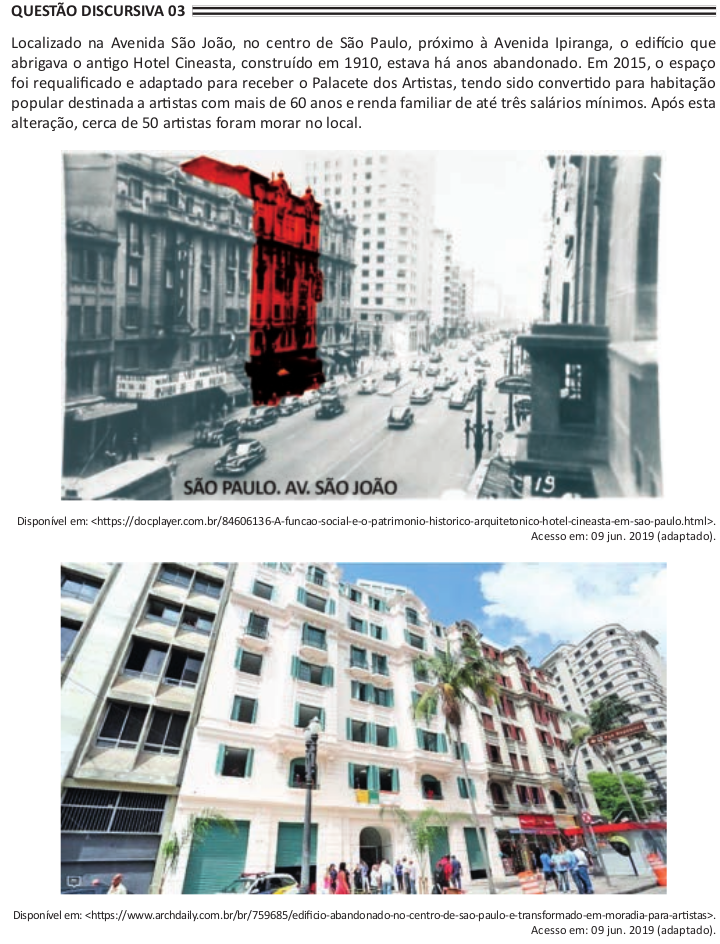 QUESTÃO DISCURSIVA 03
Localizado na Avenida São João, no centro de São Paulo, próximo à Avenida Ipiranga, o edifício que
abrigava o antigo Hotel Cineasta, construído em 1910, estava há anos abandonado. Em 2015, o espaço
foi requalificado e adaptado para receber o Palacete dos Artistas, tendo sido convertido para habitação
popular destinada a artistas com mais de 60 anos e renda familiar de até três salários mínimos. Após esta
alteração, cerca de 50 artistas foram morar no local.
19
SÃO PAULO. AV. SÃO JOÃO
Disponível em: <https://docplayer.com.br/84606136-A-funcao-social-e-o-patrimonio-historico-arquitetonico-hotel-cineasta-em-sao-paulo.html>.
Acesso em: 09 jun. 2019 (adaptado).
Disponível em: <https://www.archdaily.com.br/br/759685/edificio-abandonado-no-centro-de-sao-paulo-e-transformado-em-moradia-para-artistas>.
Acesso em: 09 jun. 2019 (adaptado).